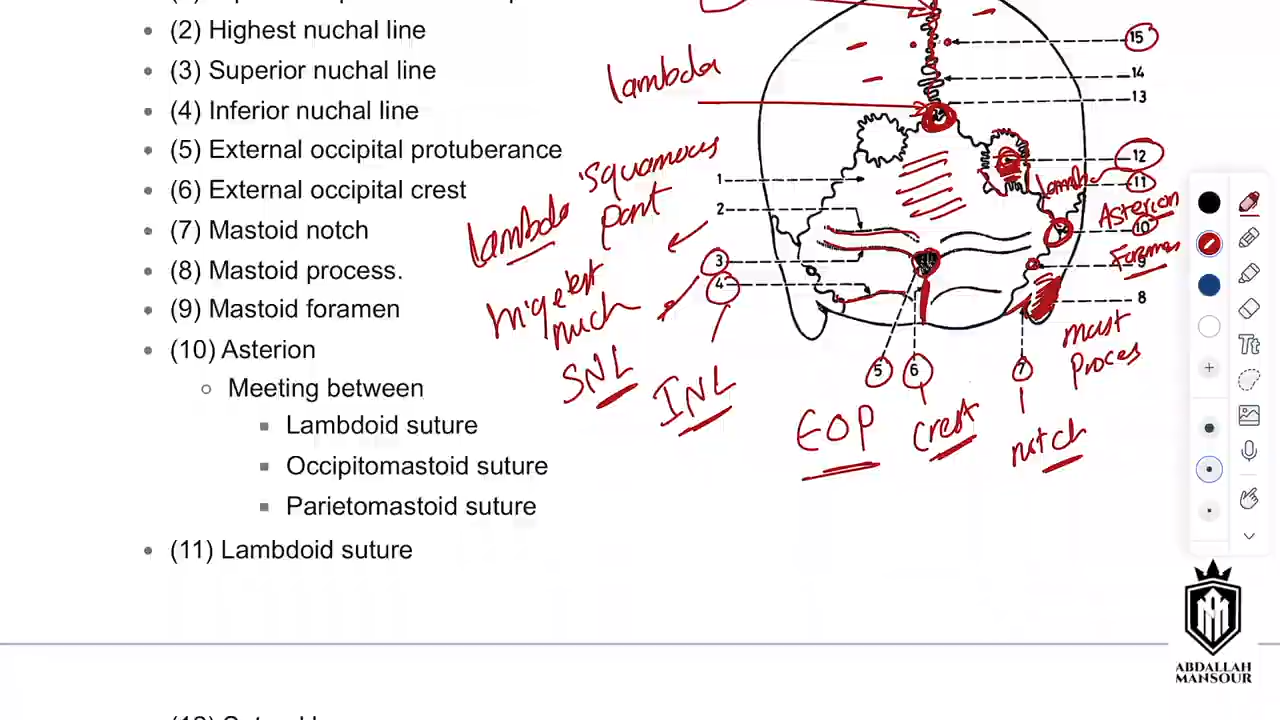 (2) Highest nuchal line
(3) Superior nuchal line
(4) Inferior nuchal line
(5) External occipital protuberance
(6) External occipital crest
(7) Mastoid notch
(8) Mastoid process.
(9) Mastoid foramen
(10) Asterion
Meeting between
Lambdoid suture
Occipitomastoid suture
Parietomastoid suture
(11) Lambdoid suture
lambda
squamous
part
lambda
nuch
SNL
INL
EOP
crest
notch
mast
proces
lamb
Asterion
Foramen
15
14
13
12
11
10
9
8
1
2
3
4
5
6
7
Tt
ABDALLAH
MANSOUR